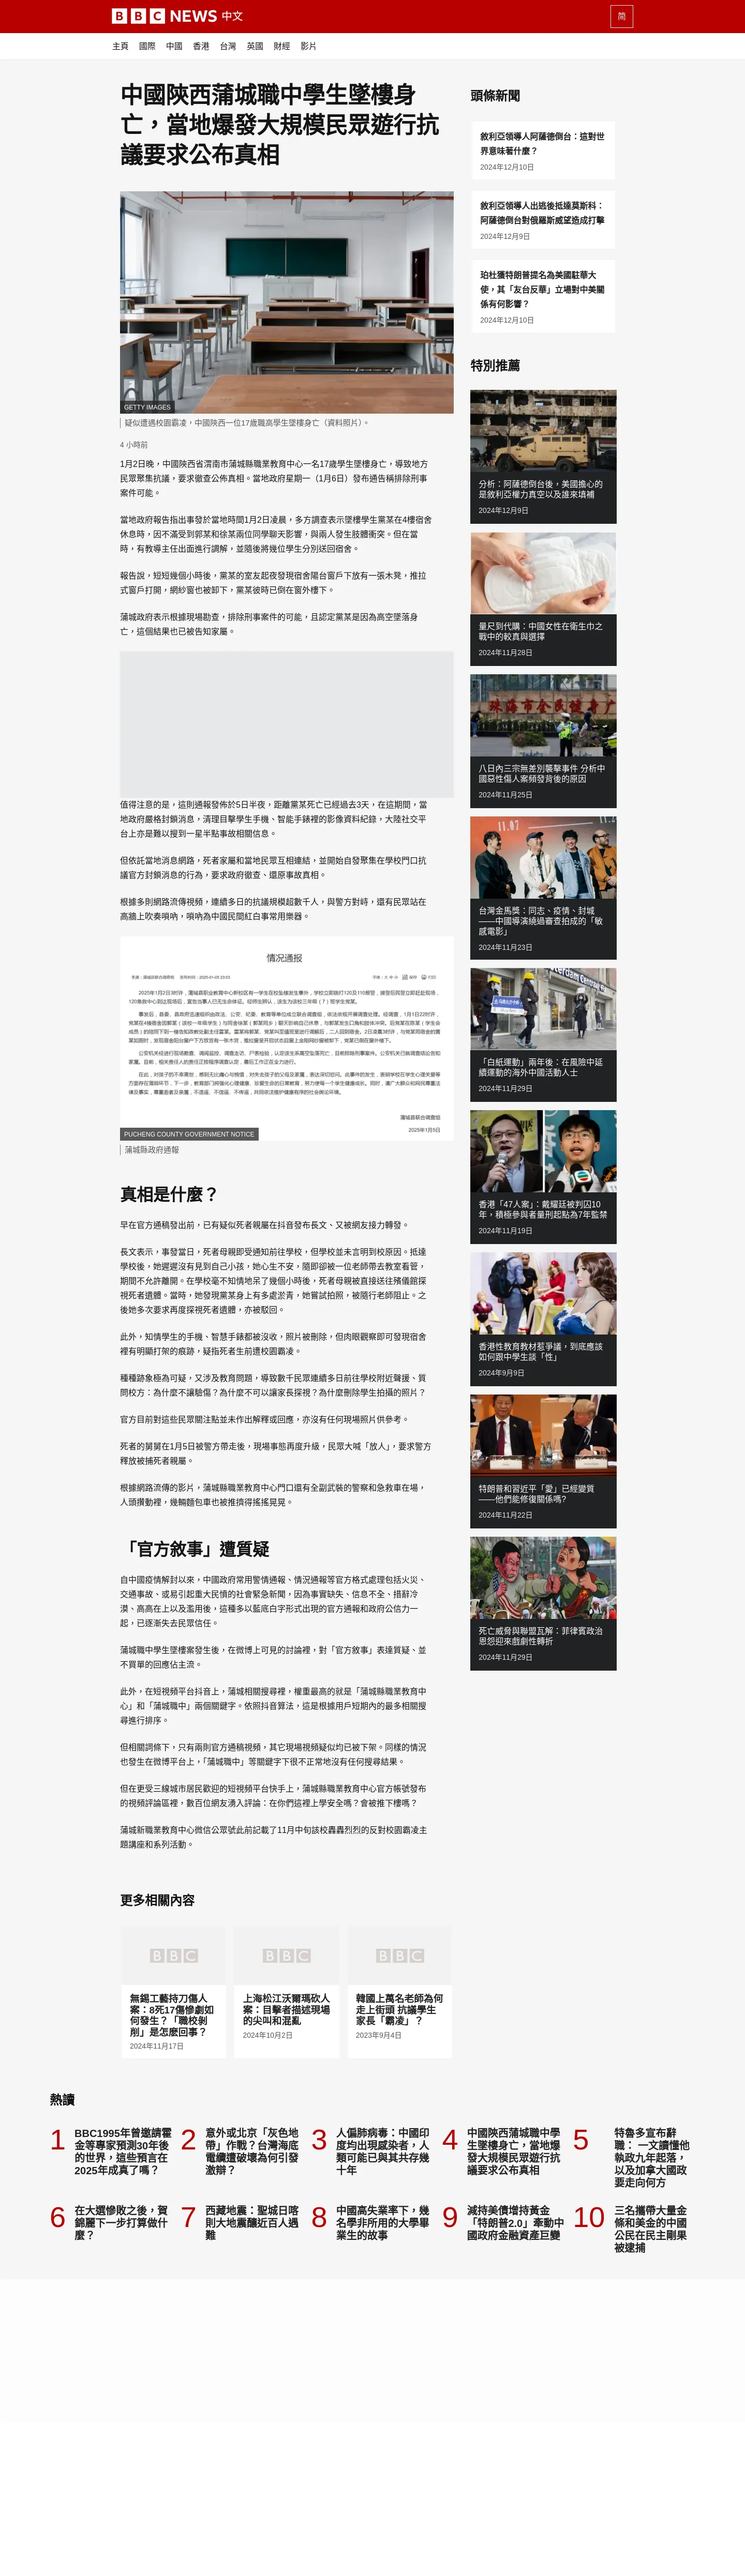 BBC NEWS 中文
简
主頁 國際 中國 香港 台灣 英國 財經 影片
中國陝西蒲城職中學生墜樓身
亡，當地爆發大規模民眾遊行抗
議要求公布真相
GETTY IMAGES
疑似遭遇校園霸凌，中國陝西一位17歲職高學生墜樓身亡（資料照片）。
4 小時前
1月2日晚，中國陝西省渭南市蒲城縣職業教育中心一名17歲學生墜樓身亡，導致地方
民眾聚集抗議，要求徹查公佈真相。當地政府星期一（1月6日）發布通告稱排除刑事
案件可能。
當地政府報告指出事發於當地時間1月2日凌晨，多方調查表示墜樓學生黨某在4樓宿舍
休息時，因不滿受到郭某和徐某兩位同學聊天影響，與兩人發生肢體衝突。但在當
時，有教導主任出面進行調解，並隨後將幾位學生分別送回宿舍。
報告說，短短幾個小時後，黨某的室友起夜發現宿舍陽台窗戶下放有一張木凳，推拉
式窗戶打開，網紗窗也被卸下，黨某彼時已倒在窗外樓下。
蒲城政府表示根據現場勘查，排除刑事案件的可能，且認定黨某是因為高空墜落身
亡，這個結果也已被告知家屬。
值得注意的是，這則通報發佈於5日半夜，距離黨某死亡已經過去3天，在這期間，當
地政府嚴格封鎖消息，清理目擊學生手機、智能手錶裡的影像資料紀錄，大陸社交平
台上亦是難以搜到一星半點事故相關信息。
但依託當地消息網路，死者家屬和當地民眾互相連結，並開始自發聚集在學校門口抗
議官方封鎖消息的行為，要求政府徹查、還原事故真相。
根據多則網路流傳視頻，連續多日的抗議規模超數千人，與警方對峙，還有民眾站在
高牆上吹奏嗩吶，嗩吶為中國民間紅白事常用樂器。
情况通报
蒲城县联合调查组
2025年1月5日
PUCHENG COUNTY GOVERNMENT NOTICE
蒲城縣政府通報
真相是什麼？
早在官方通稿發出前，已有疑似死者親屬在抖音發布長文、又被網友接力轉發。
長文表示，事發當日，死者母親即受通知前往學校，但學校並未言明到校原因。抵達
學校後，她遲遲沒有見到自己小孩，她心生不安，隨即卻被一位老師帶去教室看管，
期間不允許離開。在學校毫不知情地呆了幾個小時後，死者母親被直接送往殯儀館探
視死者遺體。當時，她發現黨某身上有多處淤青，她嘗試拍照，被隨行老師阻止。之
後她多次要求再度探視死者遺體，亦被駁回。
此外，知情學生的手機、智慧手錶都被沒收，照片被刪除，但肉眼觀察即可發現宿舍
裡有明顯打架的痕跡，疑指死者生前遭校園霸凌。
種種跡象極為可疑，又涉及教育問題，導致數千民眾連續多日前往學校附近聲援、質
問校方：為什麼不讓驗傷？為什麼不可以讓家長探視？為什麼刪除學生拍攝的照片？
官方目前對這些民眾關注點並未作出解釋或回應，亦沒有任何現場照片供參考。
死者的舅舅在1月5日被警方帶走後，現場事態再度升級，民眾大喊「放人」，要求警方
釋放被捕死者親屬。
根據網路流傳的影片，蒲城縣職業教育中心門口還有全副武裝的警察和急救車在場，
人頭攢動裡，幾輛麵包車也被推擠得搖搖晃晃。
「官方敘事」遭質疑
自中國疫情解封以來，中國政府常用警情通報、情況通報等官方格式處理包括火災、
交通事故、或易引起重大民憤的社會緊急新聞，因為事實缺失、信息不全、措辭冷
漠、高高在上以及濫用後，這種多以藍底白字形式出現的官方通報和政府公信力一
起，已逐漸失去民眾信任。
蒲城職中學生墜樓案發生後，在微博上可見的討論裡，對「官方敘事」表達質疑、並
不買單的回應佔主流。
此外，在短視頻平台抖音上，蒲城相關搜尋裡，權重最高的就是「蒲城縣職業教育中
心」和「蒲城職中」兩個關鍵字。依照抖音算法，這是根據用戶短期內的最多相關搜
尋進行排序。
但相關詞條下，只有兩則官方通稿視頻，其它現場視頻疑似均已被下架。同樣的情況
也發生在微博平台上，「蒲城職中」等關鍵字下很不正常地沒有任何搜尋結果。
但在更受三線城市居民歡迎的短視頻平台快手上，蒲城縣職業教育中心官方帳號發布
的視頻評論區裡，數百位網友湧入評論：在你們這裡上學安全嗎？會被推下樓嗎？
蒲城新職業教育中心微信公眾號此前記載了11月中旬該校轟轟烈烈的反對校園霸凌主
題講座和系列活動。
更多相關內容
BBC
無錫工藝持刀傷人
案：8死17傷慘劇如
何發生？「職校剝
削」是怎麼回事？
2024年11月17日
BBC
上海松江沃爾瑪砍人
案：目擊者描述現場
的尖叫和混亂
2024年10月2日
BBC
韓國上萬名老師為何
走上街頭 抗議學生
家長「霸凌」？
2023年9月4日
頭條新聞
敘利亞領導人阿薩德倒台：這對世
界意味著什麼？
2024年12月10日
敘利亞領導人出逃後抵達莫斯科：
阿薩德倒台對俄羅斯威望造成打擊
2024年12月9日
珀杜獲特朗普提名為美國駐華大
使，其「友台反華」立場對中美關
係有何影響？
2024年12月10日
特別推薦
分析：阿薩德倒台後，美國擔心的
是敘利亞權力真空以及誰來填補
2024年12月9日
量尺到代購：中國女性在衛生巾之
戰中的較真與選擇
2024年11月28日
珠海市全民健身广
八日內三宗無差別襲擊事件 分析中
國惡性傷人案頻發背後的原因
2024年11月25日
11.07
台灣金馬獎：同志、疫情、封城
——中國導演繞過審查拍成的「敏
感電影」
2024年11月23日
「白紙運動」兩年後：在風險中延
續運動的海外中國活動人士
2024年11月29日
香港「47人案」：戴耀廷被判囚10
年，積極參與者量刑起點為7年監禁
2024年11月19日
香港性教育教材惹爭議，到底應該
如何跟中學生談「性」
2024年9月9日
特朗普和習近平「愛」已經變質
——他們能修復關係嗎?
2024年11月22日
死亡威脅與聯盟瓦解：菲律賓政治
恩怨迎來戲劇性轉折
2024年11月29日
熱讀
1
BBC1995年曾邀請霍
金等專家預測30年後
的世界，這些預言在
2025年成真了嗎？
2
意外或北京「灰色地
帶」作戰？台灣海底
電纜遭破壞為何引發
激辯？
3
人偏肺病毒：中國印
度均出現感染者，人
類可能已與其共存幾
十年
4
中國陝西蒲城職中學
生墜樓身亡，當地爆
發大規模民眾遊行抗
議要求公布真相
5
特魯多宣布辭
職： 一文讀懂他
執政九年起落，
以及加拿大國政
要走向何方
6
在大選慘敗之後，賀
錦麗下一步打算做什
麼？
7
西藏地震：聖城日喀
則大地震釀近百人遇
難
8
中國高失業率下，幾
名學非所用的大學畢
業生的故事
9
減持美債增持黃金
「特朗普2.0」牽動中
國政府金融資產巨變
10
三名攜帶大量金
條和美金的中國
公民在民主剛果
被逮捕